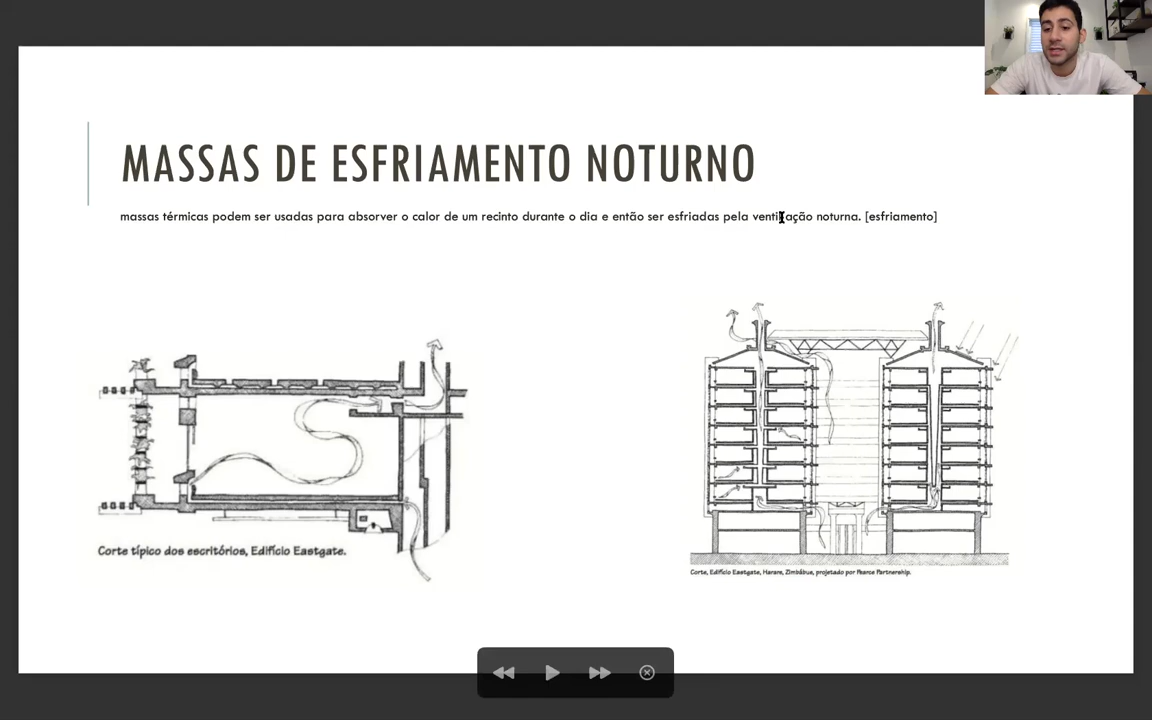 MASSAS DE ESFRIAMENTO NOTURNO
massas térmicas podem ser usadas para absorver o calor de um recinto durante o dia e então ser esfriadas pela ventilação noturna. [esfriamento]
Corte típico dos escritórios, Edifício Eastgate.
Corte, Edifício Eastgate, Harare, Zimbábue, projetado por Pearce Partnership.